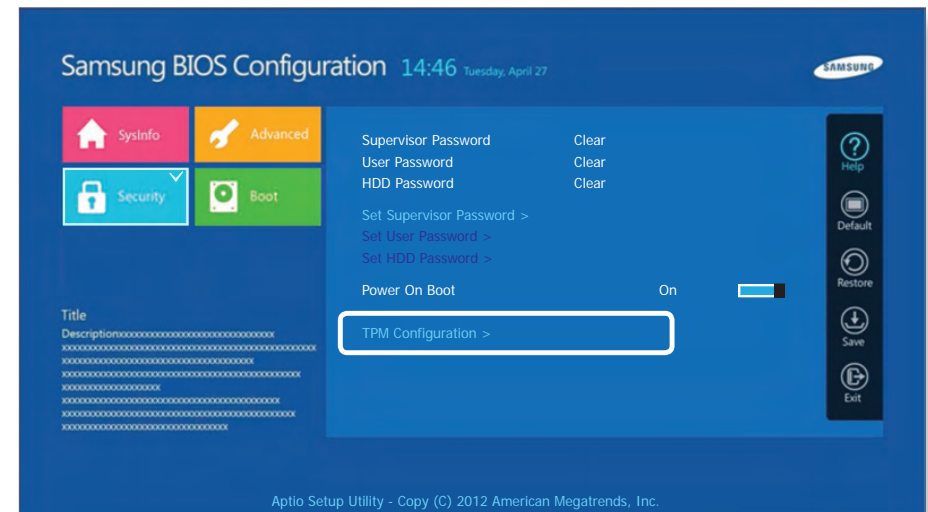 Samsung BIOS Configuration 14:46 Tuesday, April 27
SAMSUNG
SysInfo
Advanced
Security
Boot
Supervisor Password Clear
User Password Clear
HDD Password Clear
Set Supervisor Password >
Set User Password >
Set HDD Password >
Power On Boot On
TPM Configuration >
Title
Descriptionxxxxxxxxxxxxxxxxxxxxxxxxxxxxx
Help
Default
Restore
Save
Exit
Aptio Setup Utility - Copy (C) 2012 American Megatrends, Inc.